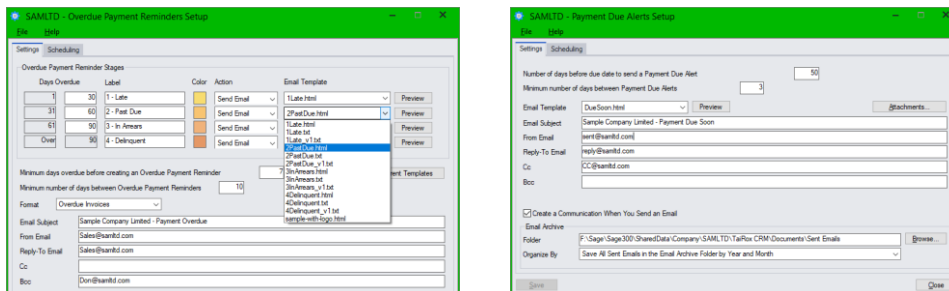 SAMLTD - Overdue Payment Reminders Setup
File Help
Settings Scheduling
Overdue Payment Reminder Stages
Days Overdue Label Color Action Email Template
1 30 1 - Late Send Email 1Late.html Preview
31 60 2 - Past Due Send Email 2PastDue.html Preview
61 90 3 - In Arrears Send Email Preview
Over 90 4 - Delinquent Send Email Preview
1Late.html
1Late.txt
1Late_v1.txt
2PastDue.html
2PastDue.txt
2PastDue_v1.txt
3InArrears.html
3InArrears.txt
3InArrears_v1.txt
4Delinquent.html
4Delinquent.txt
4Delinquent_v1.txt
sample-with-logo.html
Minimum days overdue before creating an Overdue Payment Reminder 7 Templates
Minimum number of days between Overdue Payment Reminders 10
Format Overdue Invoices
Email Subject Sample Company Limited - Payment Overdue
From Email Sales@samltd.com
Reply-To Email Sales@samltd.com
Cc
Bcc Don@samltd.com
SAMLTD - Payment Due Alerts Setup
File Help
Settings Scheduling
Number of days before due date to send a Payment Due Alert 50
Minimum number of days between Payment Due Alerts 3
Email Template DueSoon.html Preview Attachments...
Email Subject Sample Company Limited - Payment Due Soon
From Email sent@samltd.com
Reply-To Email reply@samltd.com
Cc CC@samltd.com
Bcc
Create a Communication When You Send an Email
Email Archive
Folder F:\Sage\Sage300\SharedData\Company\SAMLTD\TaiRox CRM\Documents\Sent Emails Browse...
Organize By Save All Sent Emails in the Email Archive Folder by Year and Month
Save Close